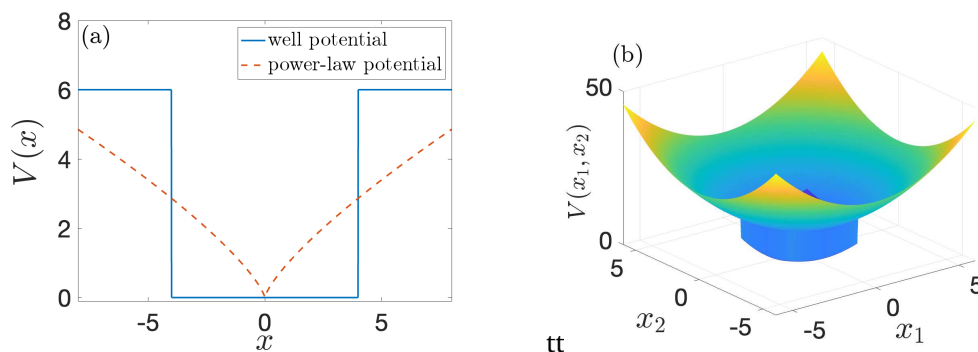 (a)
8
6
4
2
0
-5
0
5
V(x)
x
well potential
power-law potential
(b)
50
0
V(x₁, x₂)
5
0
-5
x₂
-5
0
5
x₁
tt